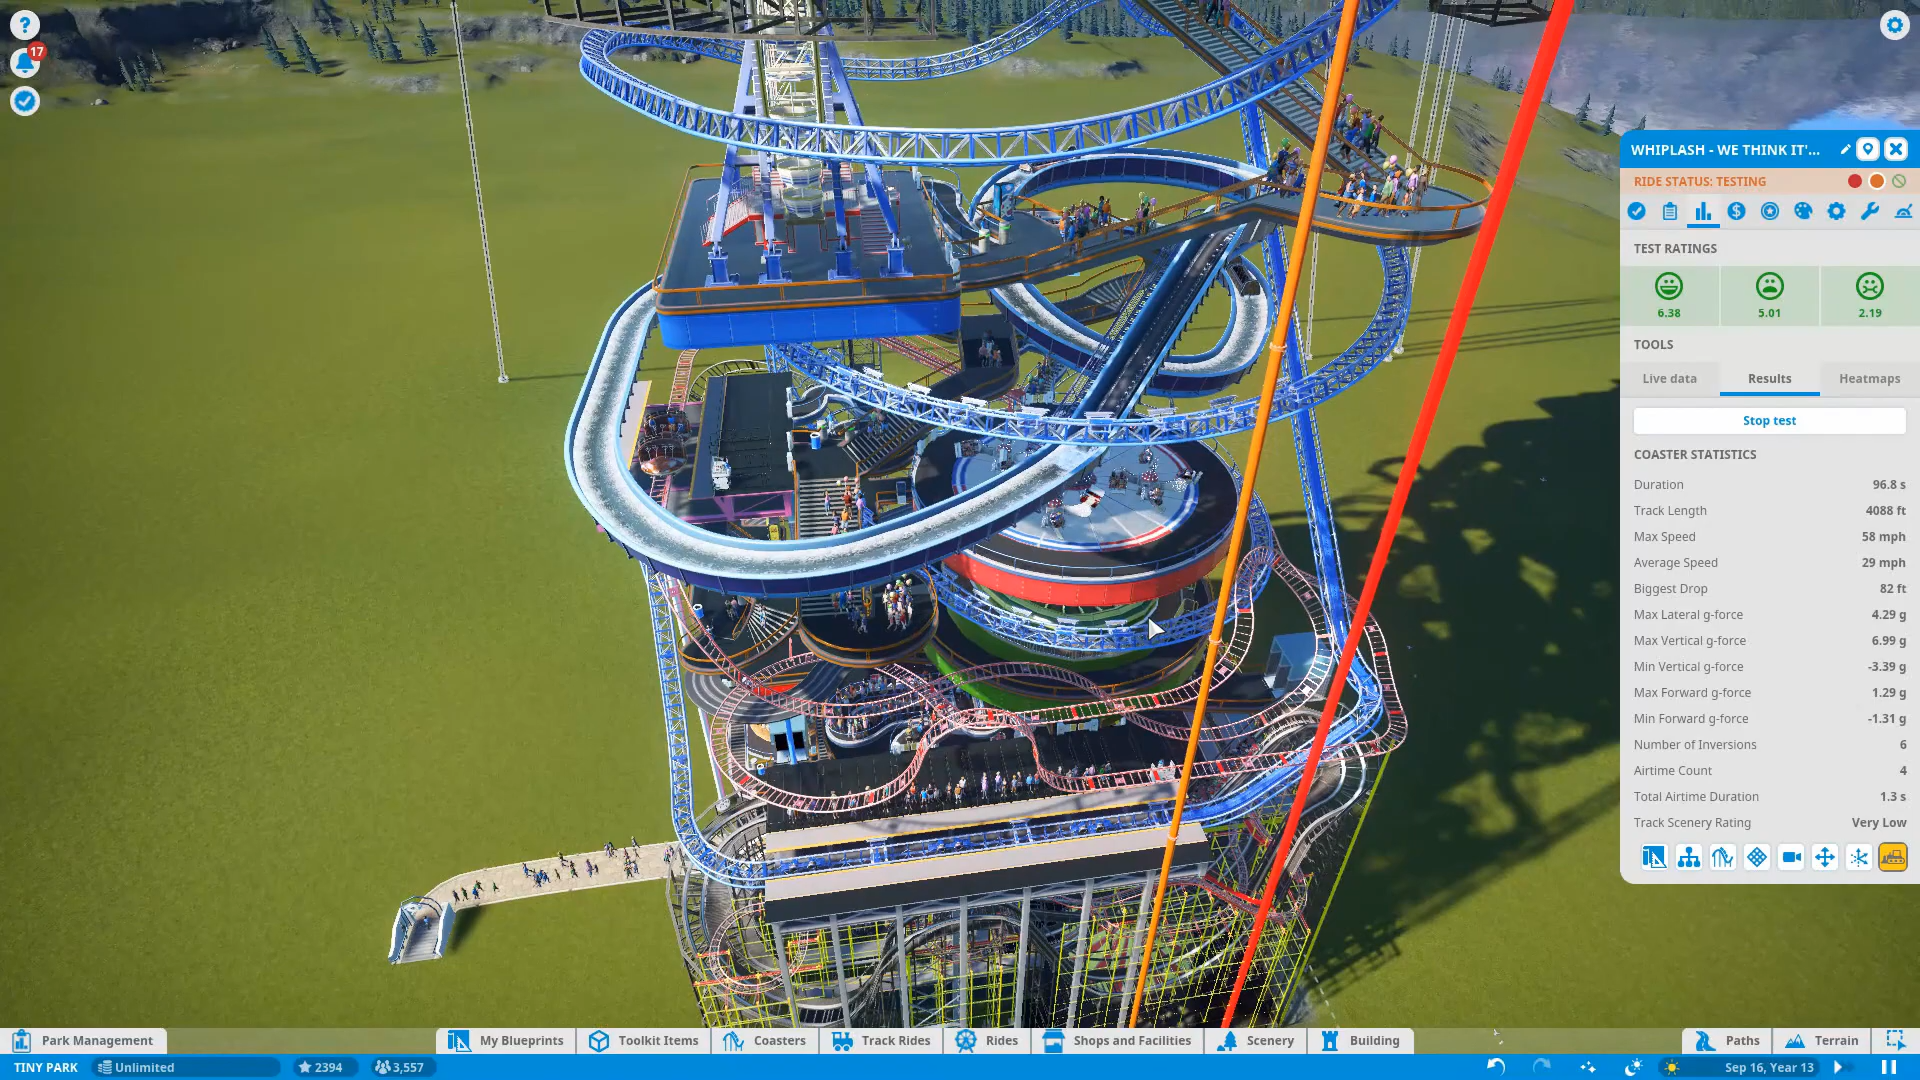 17
WHIPLASH - WE THINK IT'...
RIDE STATUS: TESTING
TEST RATINGS
6.38 5.01 2.19
TOOLS
Live data Results Heatmaps
Stop test
COASTER STATISTICS
Duration 96.8 s
Track Length 4088 ft
Max Speed 58 mph
Average Speed 29 mph
Biggest Drop 82 ft
Max Lateral g-force 4.29 g
Max Vertical g-force 6.99 g
Min Vertical g-force -3.39 g
Max Forward g-force 1.29 g
Min Forward g-force -1.31 g
Number of Inversions 6
Airtime Count 4
Total Airtime Duration 1.3 s
Track Scenery Rating Very Low
Park Management My Blueprints Toolkit Items Coasters Track Rides Rides Shops and Facilities Scenery Building Paths Terrain
TINY PARK Unlimited 2394 3,557 Sep 16, Year 13